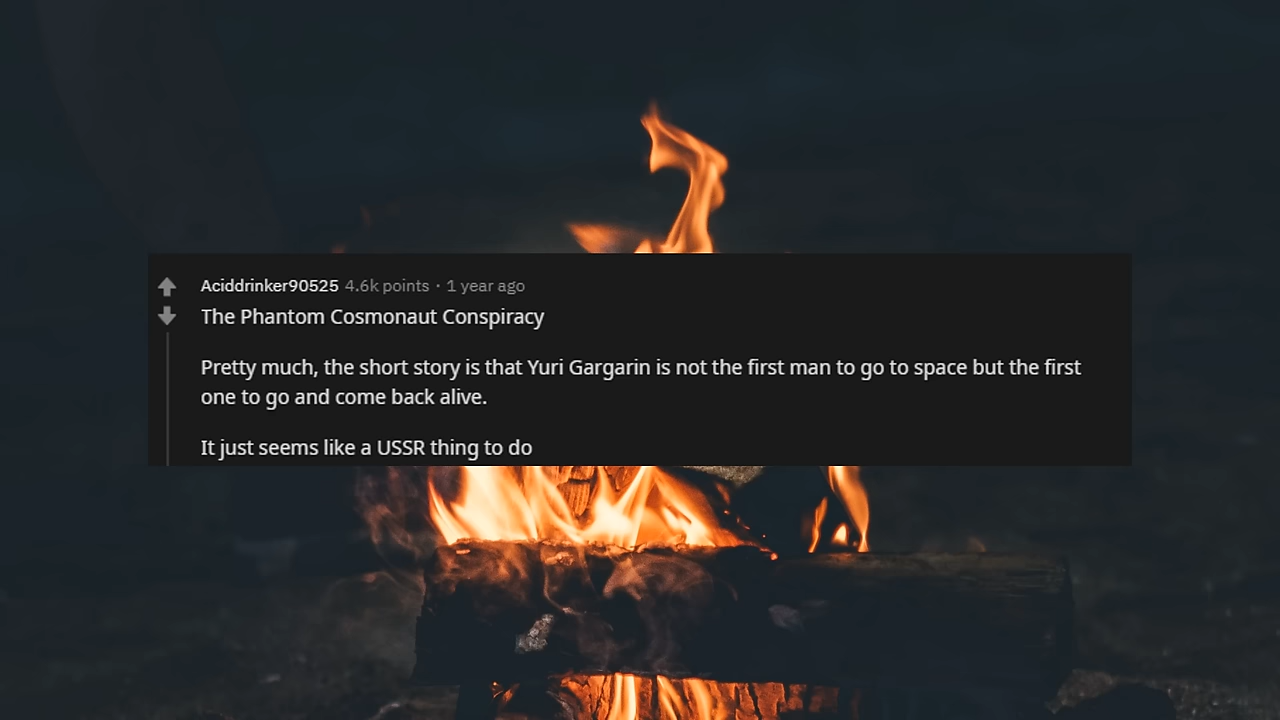 Aciddrinker90525 4.6k points · 1 year ago
The Phantom Cosmonaut Conspiracy
Pretty much, the short story is that Yuri Gargarin is not the first man to go to space but the first
one to go and come back alive.
It just seems like a USSR thing to do